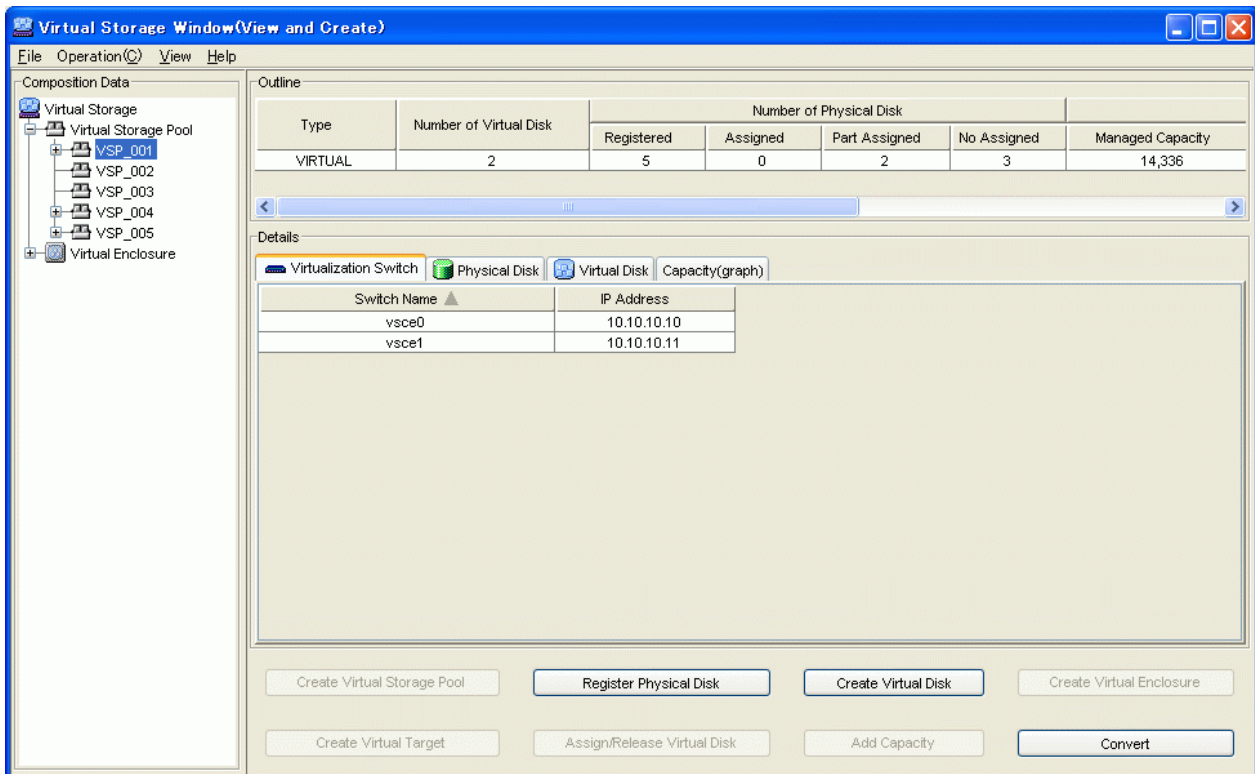 Virtual Storage Window(View and Create)
File Operation(C) View Help
Composition Data
Virtual Storage
Virtual Storage Pool
VSP_001
VSP_002
VSP_003
VSP_004
VSP_005
Virtual Enclosure
Outline
Type Number of Virtual Disk Number of Physical Disk
Registered Assigned Part Assigned No Assigned Managed Capacity
VIRTUAL 2 5 0 2 3 14,336
Details
Virtualization Switch Physical Disk Virtual Disk Capacity(graph)
Switch Name IP Address
vsce0 10.10.10.10
vsce1 10.10.10.11
Create Virtual Storage Pool Register Physical Disk Create Virtual Disk Create Virtual Enclosure
Create Virtual Target Assign/Release Virtual Disk Add Capacity Convert